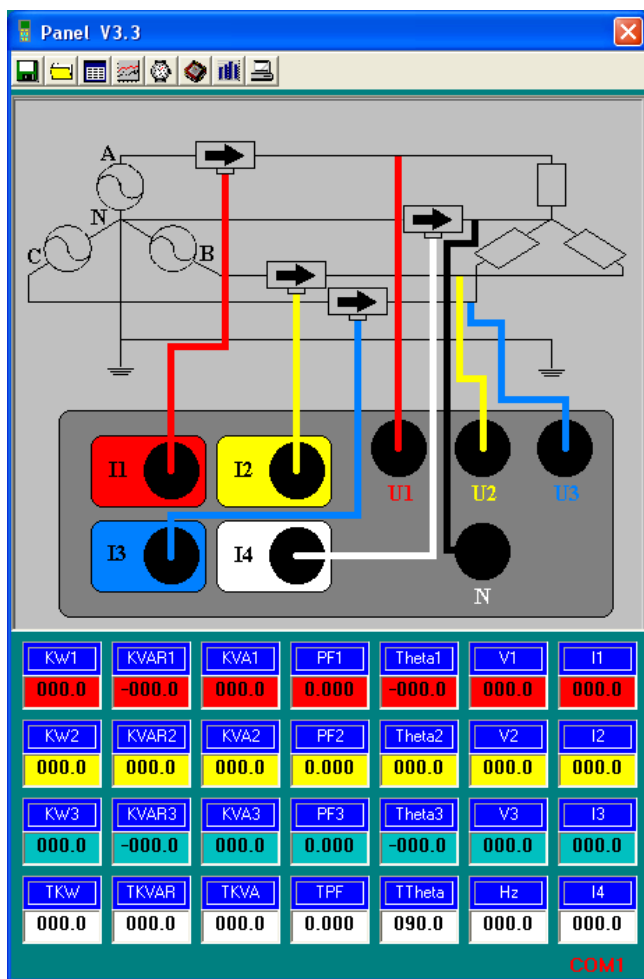 Panel V3.3
A
N
C
B
I1
I2
U1
U2
U3
I3
I4
N
KW1 KVAR1 KVA1 PF1 Theta1 V1 I1
000.0 -000.0 000.0 0.000 -000.0 000.0 000.0
KW2 KVAR2 KVA2 PF2 Theta2 V2 I2
000.0 000.0 000.0 0.000 000.0 000.0 000.0
KW3 KVAR3 KVA3 PF3 Theta3 V3 I3
000.0 -000.0 000.0 0.000 -000.0 000.0 000.0
TKW TKVAR TKVA TPF TTheta Hz I4
000.0 000.0 000.0 0.000 090.0 000.0 000.0
COM1